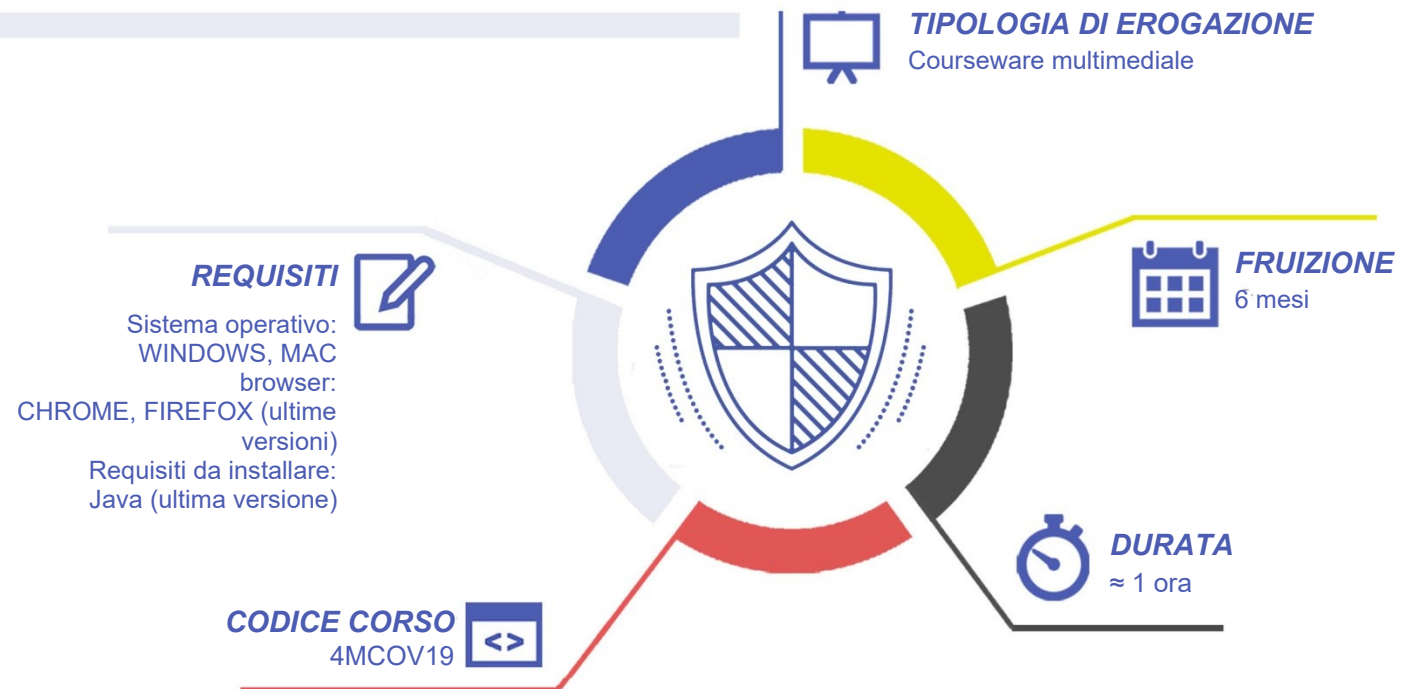 TIPOLOGIA DI EROGAZIONE
Courseware multimediale
REQUISITI
Sistema operativo:
WINDOWS, MAC
browser:
CHROME, FIREFOX (ultime
versioni)
Requisiti da installare:
Java (ultima versione)
FRUIZIONE
6 mesi
DURATA
≈ 1 ora
CODICE CORSO
4MCOV19
<>